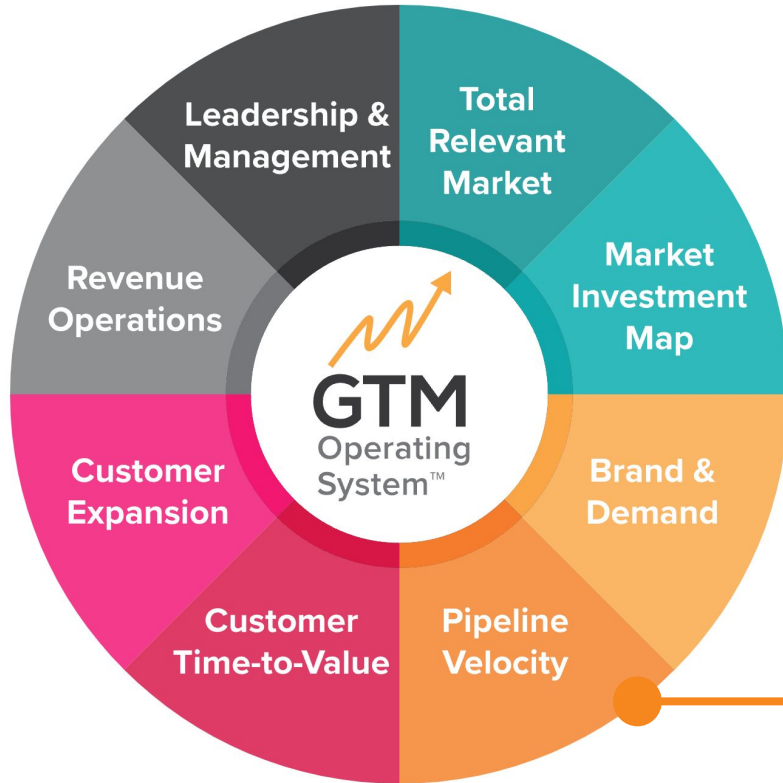 Leadership &
Management
Total
Relevant
Market
Market
Investment
Map
Brand &
Demand
Pipeline
Velocity
Customer
Time-to-Value
Customer
Expansion
Revenue
Operations
GTM
Operating
System™